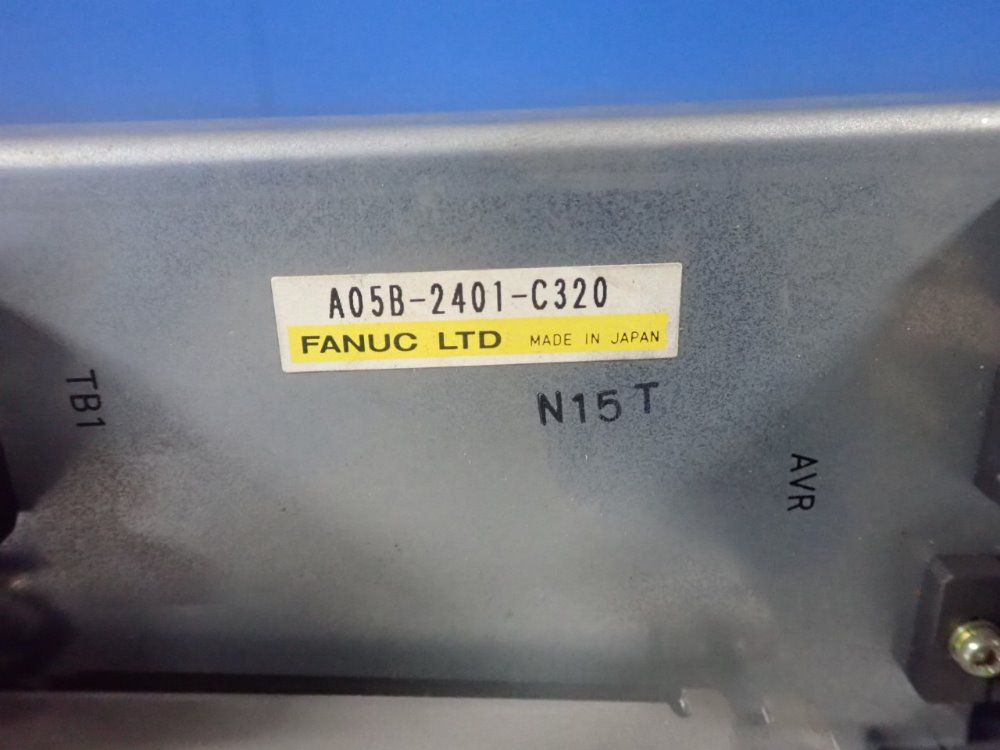 A05B-2401-C320
FANUC LTD MADE IN JAPAN
N15T
TB1
AVR